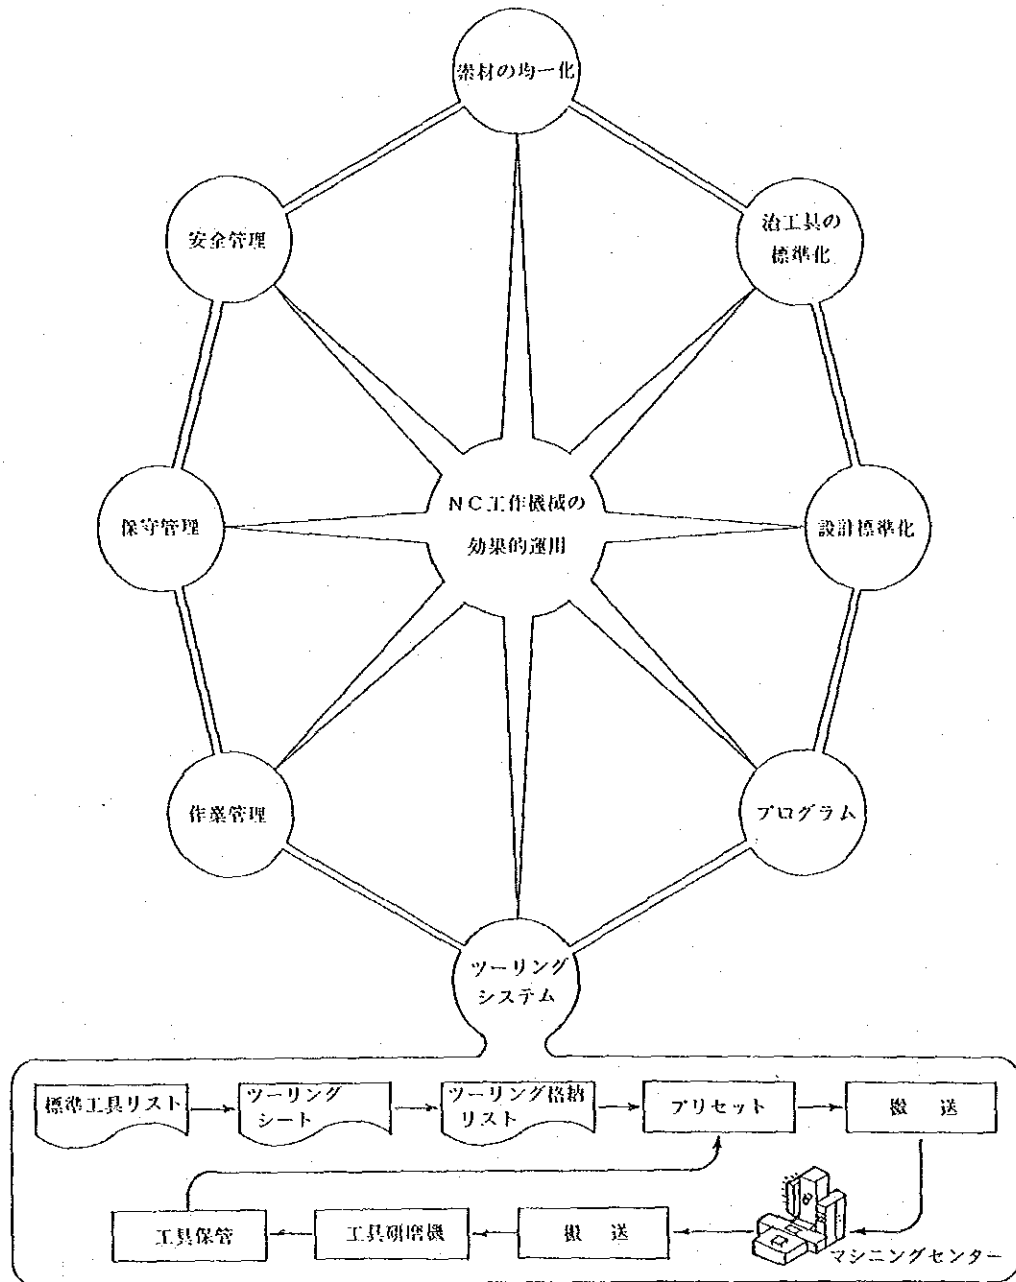 素材の均一化
安全管理
治工具の
標準化
NC工作機械の
効果的運用
保守管理
設計標準化
作業管理
プログラム
ツーリング
システム
標準工具リスト
ツーリング
シート
ツーリング格納
リスト
プリセット
搬 送
工具保管
工具研磨機
搬 送
マシニングセンター